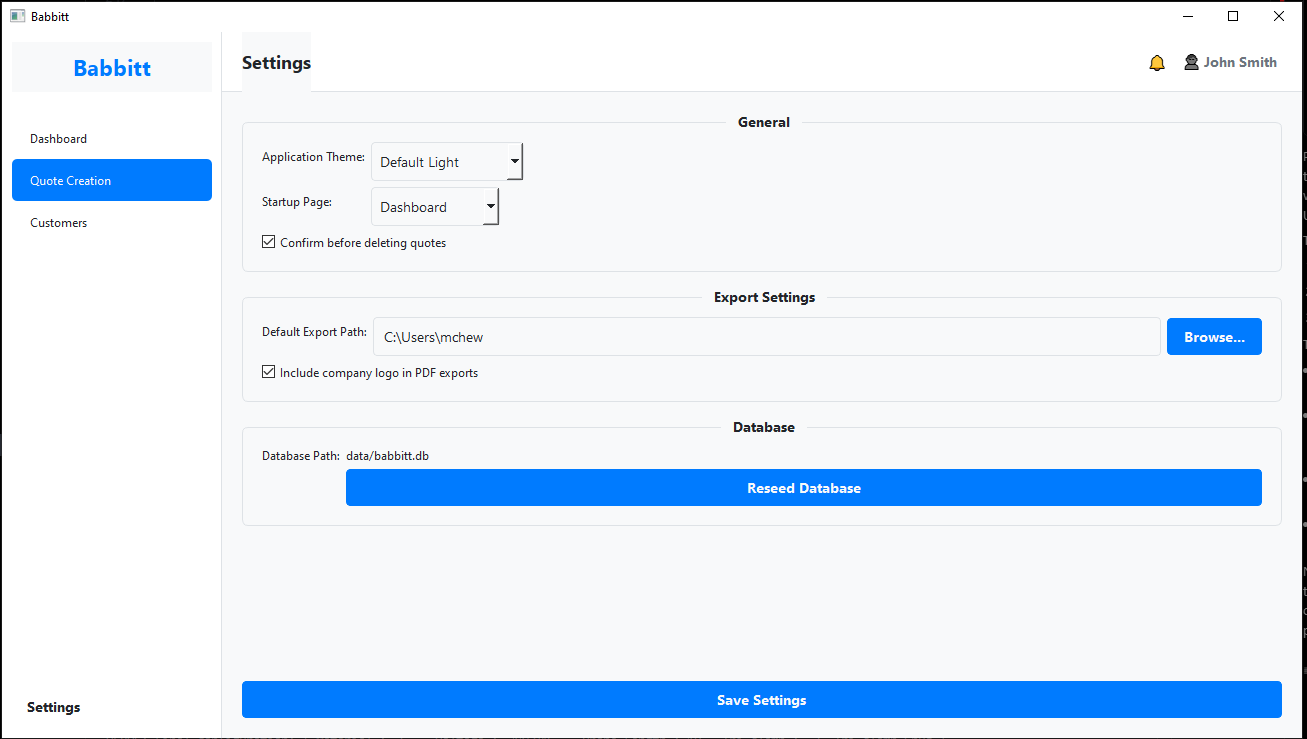 Babbitt
Babbitt
Settings
John Smith
Dashboard
Quote Creation
Customers
General
Application Theme: Default Light
Startup Page: Dashboard
Confirm before deleting quotes
Export Settings
Default Export Path: C:\Users\mchew Browse...
Include company logo in PDF exports
Database
Database Path: data/babbitt.db
Reseed Database
Save Settings
Settings